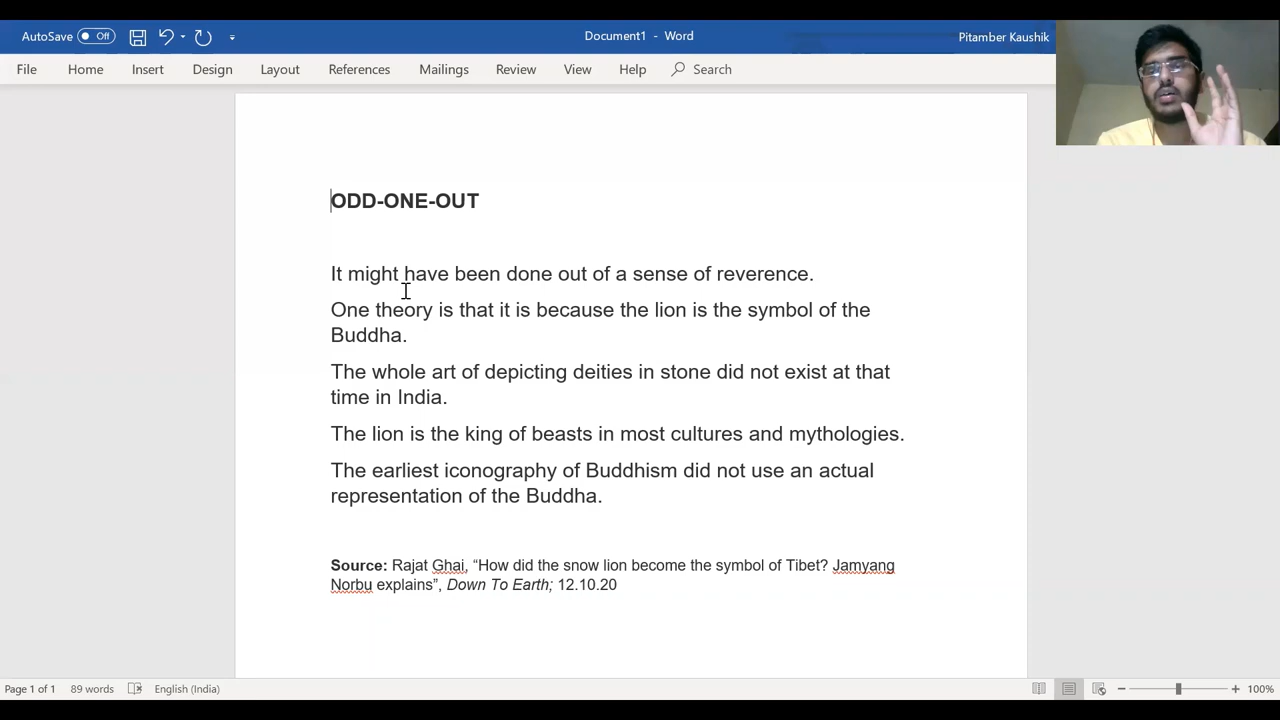 AutoSave Off Document1 - Word Pitamber Kaushik
File Home Insert Design Layout References Mailings Review View Help Search
ODD-ONE-OUT
It might have been done out of a sense of reverence.
One theory is that it is because the lion is the symbol of the
Buddha.
The whole art of depicting deities in stone did not exist at that
time in India.
The lion is the king of beasts in most cultures and mythologies.
The earliest iconography of Buddhism did not use an actual
representation of the Buddha.
Source: Rajat Ghai, “How did the snow lion become the symbol of Tibet? Jamyang
Norbu explains”, Down To Earth; 12.10.20
Page 1 of 1 89 words English (India) 100%